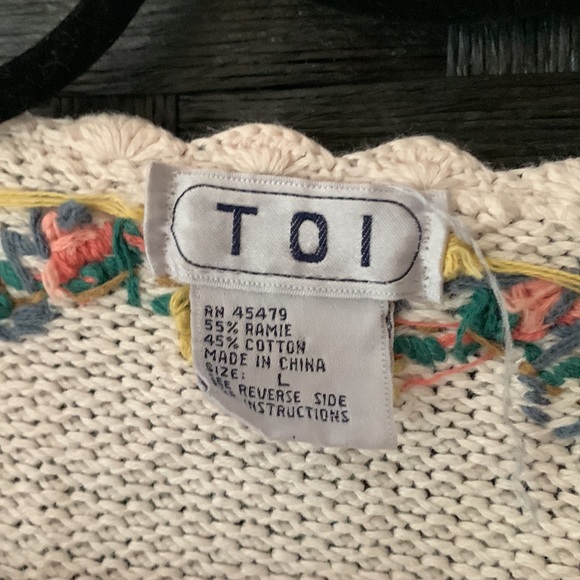 TOI
RN 45479
55% RAMIE
45% COTTON
MADE IN CHINA
SIZE: L
SEE REVERSE SIDE
INSTRUCTIONS